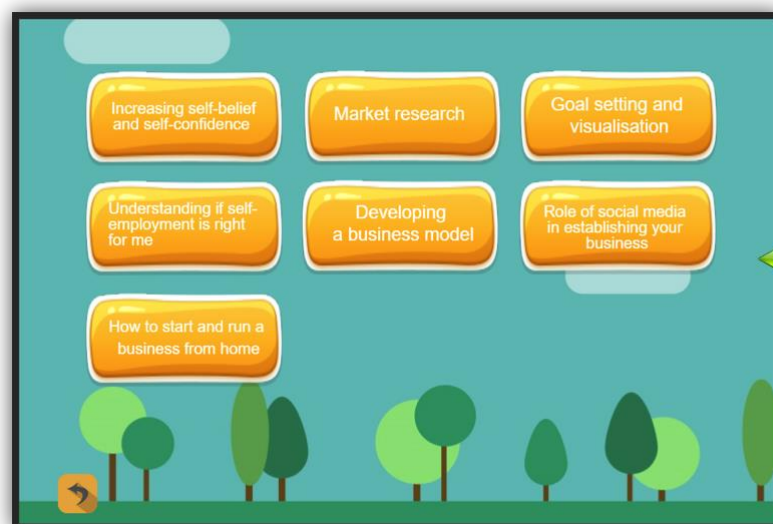 Increasing self-belief
and self-confidence
Market research
Goal setting and
visualisation
Understanding if self-
employment is right
for me
Developing
a business model
Role of social media
in establishing your
business
How to start and run a
business from home